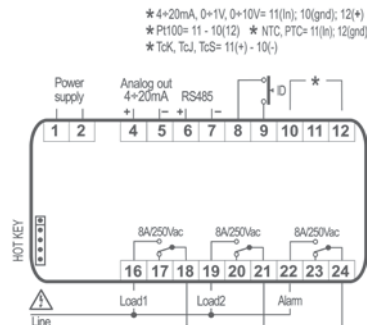 * 4÷20mA, 0÷1V, 0÷10V= 11(In); 10(gnd); 12(+)
* Pt100= 11 - 10(12) * NTC, PTC= 11(In); 12(gnd)
* TcK, TcJ, TcS= 11(+) - 10(-)
Power supply
Analog out 4÷20mA
RS485
ID
*
+ - + -
1 2 4 5 6 7 8 9 10 11 12
HOT KEY
8A/250Vac 8A/250Vac 8A/250Vac
16 17 18 19 20 21 22 23 24
Load1 Load2 Alarm
Line